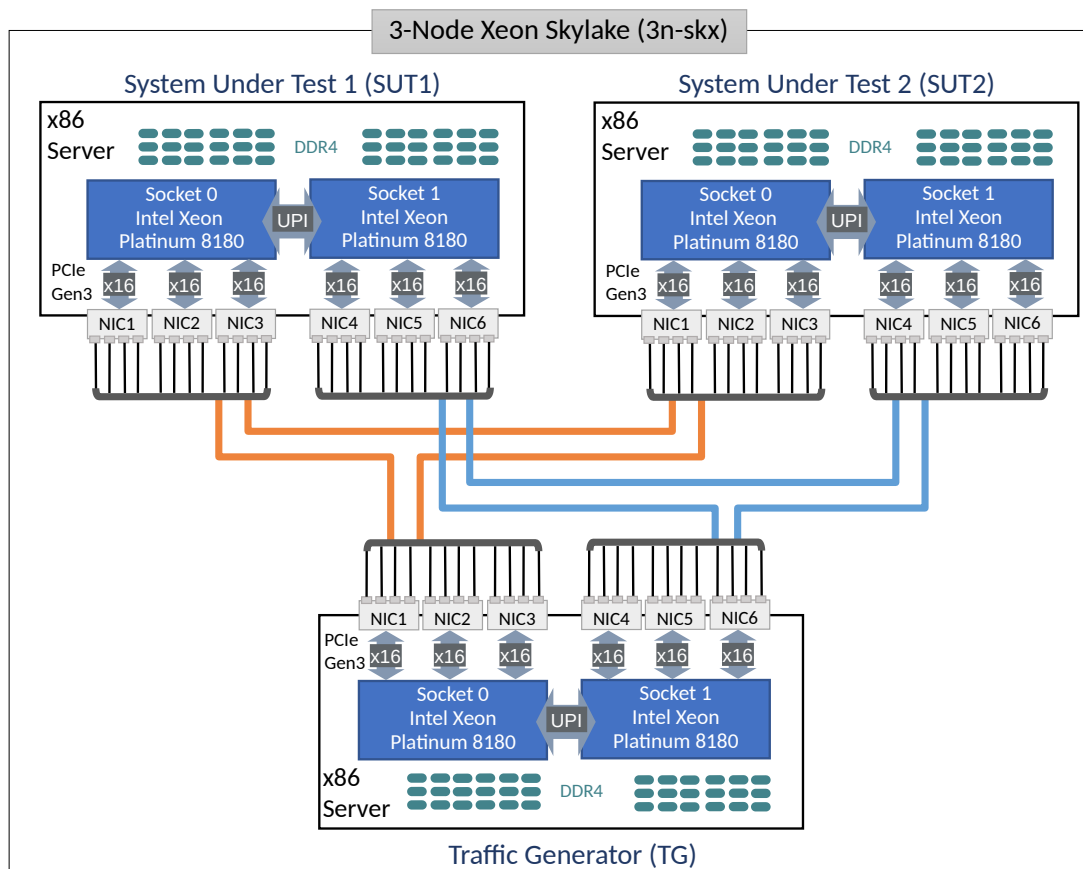 3-Node Xeon Skylake (3n-skx)
System Under Test 1 (SUT1)
x86
Server
DDR4
Socket 0
Intel Xeon
Platinum 8180
UPI
Socket 1
Intel Xeon
Platinum 8180
PCIe
Gen3
x16
x16
x16
x16
x16
x16
NIC1
NIC2
NIC3
NIC4
NIC5
NIC6
System Under Test 2 (SUT2)
x86
Server
DDR4
Socket 0
Intel Xeon
Platinum 8180
UPI
Socket 1
Intel Xeon
Platinum 8180
PCIe
Gen3
x16
x16
x16
x16
x16
x16
NIC1
NIC2
NIC3
NIC4
NIC5
NIC6
NIC1
NIC2
NIC3
NIC4
NIC5
NIC6
PCIe
Gen3
x16
x16
x16
x16
x16
x16
Socket 0
Intel Xeon
Platinum 8180
UPI
Socket 1
Intel Xeon
Platinum 8180
x86
Server
DDR4
Traffic Generator (TG)